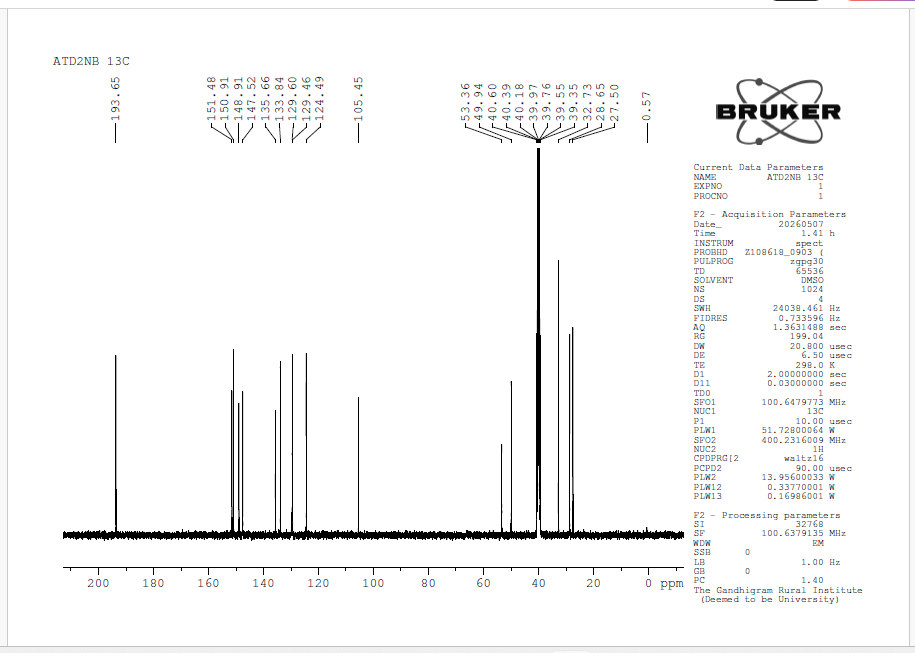 ATD2NB 13C
193.65
151.48
150.91
148.91
147.52
135.66
133.84
129.60
129.46
124.49
105.45
53.36
49.94
40.60
40.39
40.18
39.97
39.76
39.55
39.35
32.73
28.65
27.50
0.57
BRUKER
Current Data Parameters
NAME ATD2NB 13C
EXPNO 1
PROCNO 1
F2 - Acquisition Parameters
Date_ 20260507
Time 1.41 h
INSTRUM spect
PROBHD Z108618_0903 (
PULPROG zgpg30
TD 65536
SOLVENT DMSO
NS 1024
DS 4
SWH 24038.461 Hz
FIDRES 0.733596 Hz
AQ 1.3631488 sec
RG 199.04
DW 20.800 usec
DE 6.50 usec
TE 298.0 K
D1 2.00000000 sec
D11 0.03000000 sec
TD0 1
SFO1 100.6479773 MHz
NUC1 13C
P1 10.00 usec
PLW1 51.72800064 W
SFO2 400.2316009 MHz
NUC2 1H
CPDPRG[2 waltz16
PCPD2 90.00 usec
PLW2 13.95600033 W
PLW12 0.33770001 W
PLW13 0.16986001 W
F2 - Processing parameters
SI 32768
SF 100.6379135 MHz
WDW EM
SSB 0
LB 1.00 Hz
GB 0
PC 1.40
The Gandhigram Rural Institute
(Deemed to be University)
200 180 160 140 120 100 80 60 40 20 0 ppm